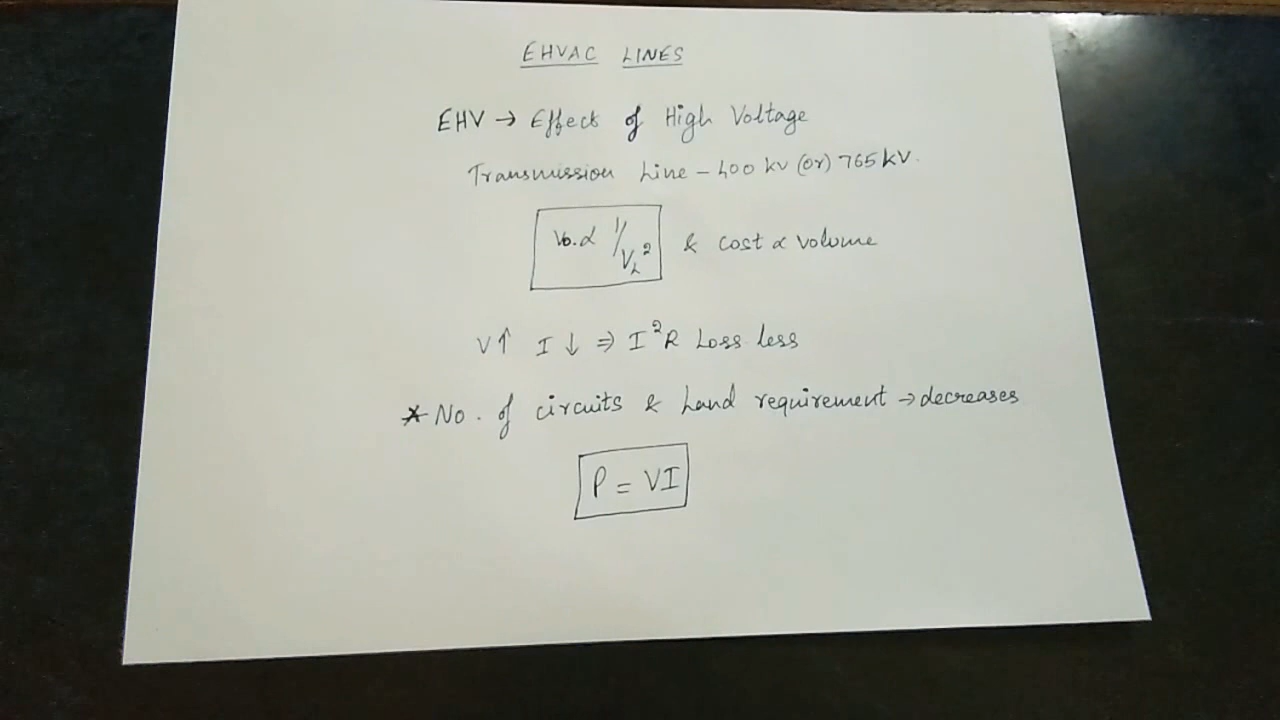 EHVAC LINES
EHV → Effect of High Voltage
Transmission Line - 400 kV (or) 765 kV.
Vo. ∝ 1/V_L² & cost ∝ volume
V↑ I↓ ⇒ I²R Loss less
* No. of circuits & Land requirement → decreases
P = VI